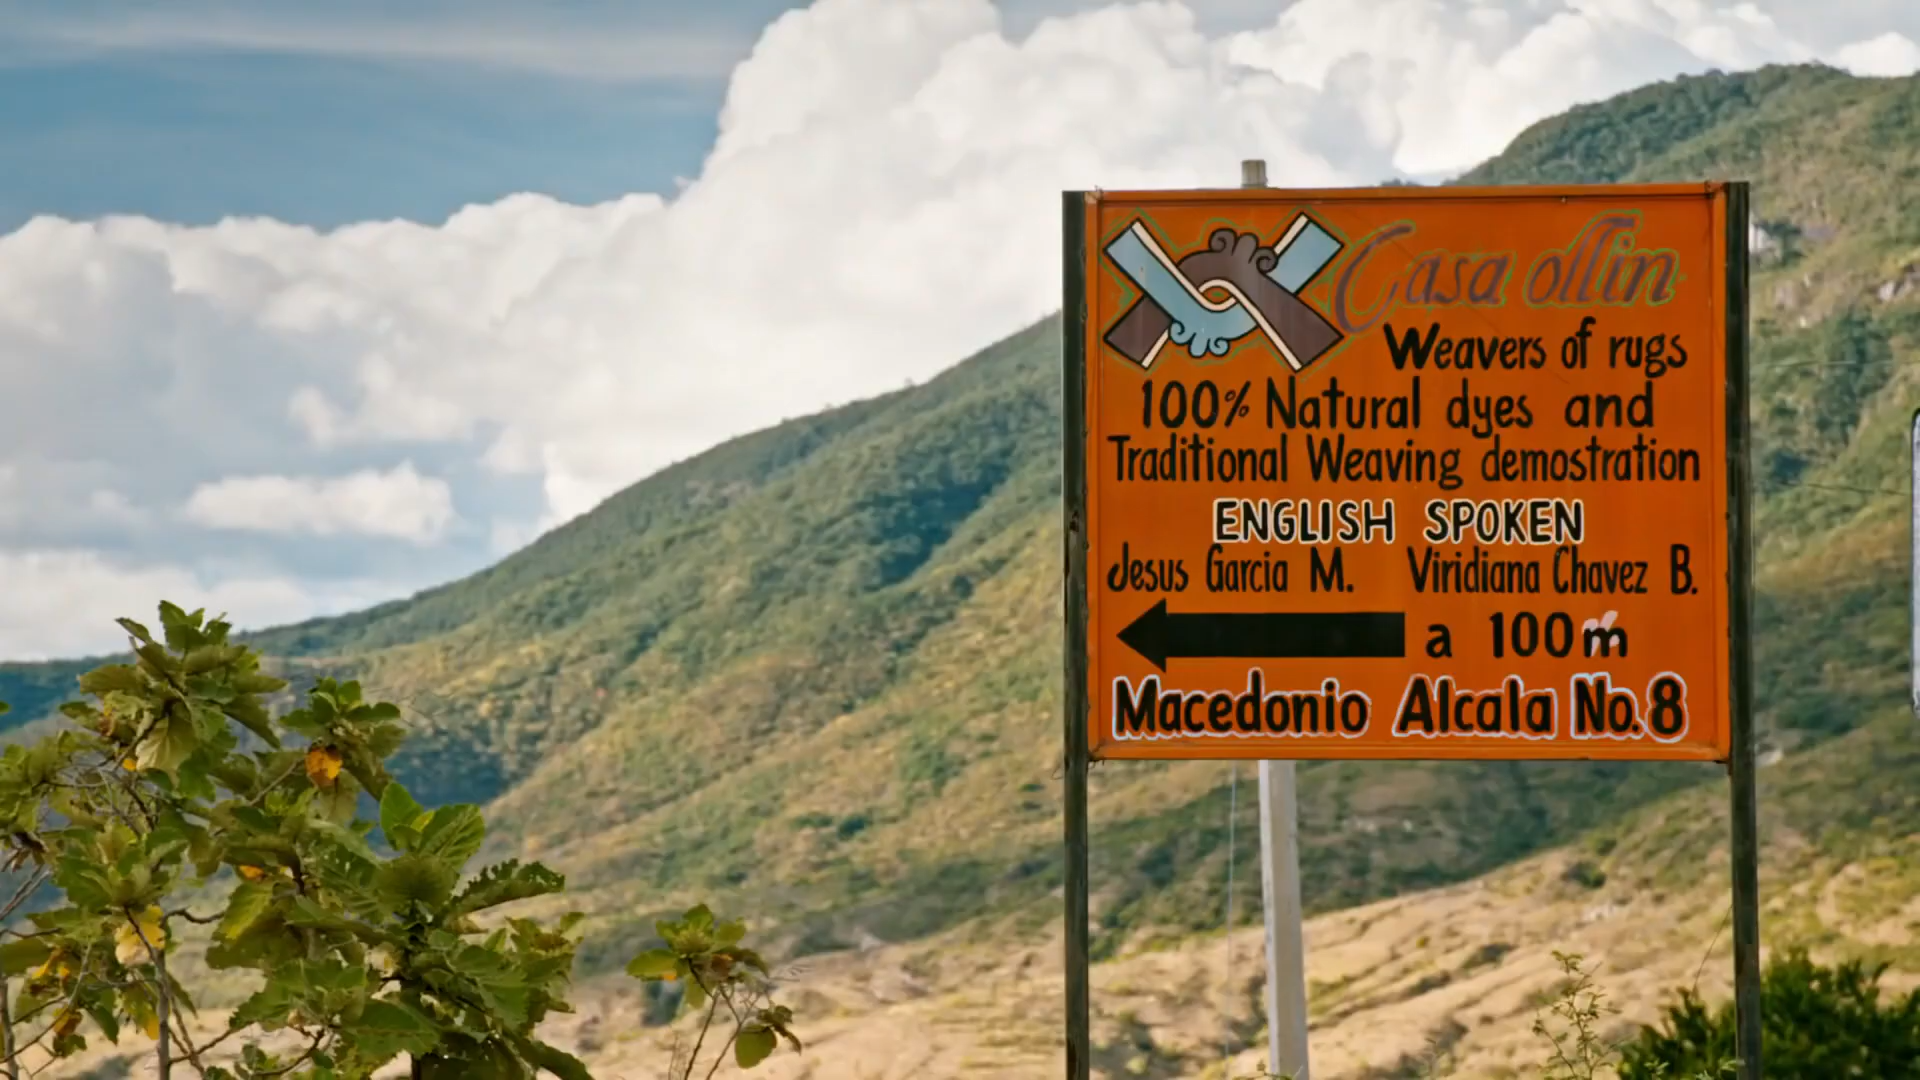 Casa ollin
Weavers of rugs
100% Natural dyes and
Traditional Weaving demostration
ENGLISH SPOKEN
Jesus Garcia M. Viridiana Chavez B.
a 100m
Macedonio Alcala No.8